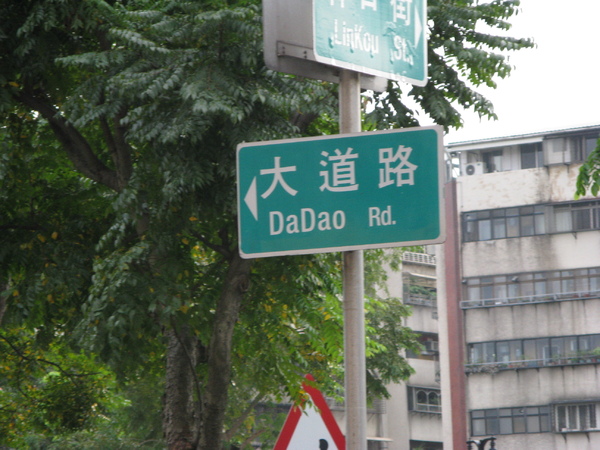 LinKou St.
大道路
DaDao Rd.